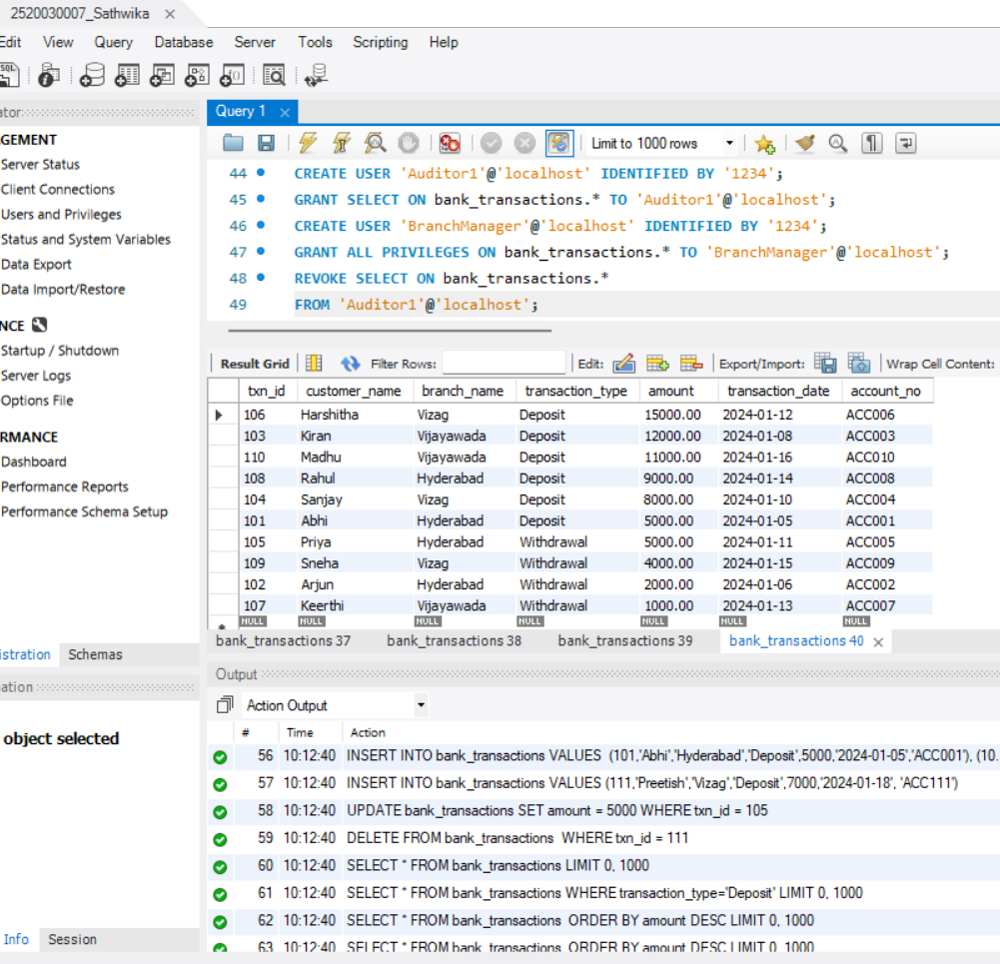 2520030007_Sathwika ×
Edit View Query Database Server Tools Scripting Help
Query 1 ×
Limit to 1000 rows
44 CREATE USER 'Auditor1'@'localhost' IDENTIFIED BY '1234';
45 GRANT SELECT ON bank_transactions.* TO 'Auditor1'@'localhost';
46 CREATE USER 'BranchManager'@'localhost' IDENTIFIED BY '1234';
47 GRANT ALL PRIVILEGES ON bank_transactions.* TO 'BranchManager'@'localhost';
48 REVOKE SELECT ON bank_transactions.*
49 FROM 'Auditor1'@'localhost';
ator
GEMENT
Server Status
Client Connections
Users and Privileges
Status and System Variables
Data Export
Data Import/Restore
NCE
Startup / Shutdown
Server Logs
Options File
RMANCE
Dashboard
Performance Reports
Performance Schema Setup
istration Schemas
ation
object selected
Info Session
Result Grid Filter Rows: Edit: Export/Import: Wrap Cell Content:
txn_id customer_name branch_name transaction_type amount transaction_date account_no
106 Harshitha Vizag Deposit 15000.00 2024-01-12 ACC006
103 Kiran Vijayawada Deposit 12000.00 2024-01-08 ACC003
110 Madhu Vijayawada Deposit 11000.00 2024-01-16 ACC010
108 Rahul Hyderabad Deposit 9000.00 2024-01-14 ACC008
104 Sanjay Vizag Deposit 8000.00 2024-01-10 ACC004
101 Abhi Hyderabad Deposit 5000.00 2024-01-05 ACC001
105 Priya Hyderabad Withdrawal 5000.00 2024-01-11 ACC005
109 Sneha Vizag Withdrawal 4000.00 2024-01-15 ACC009
102 Arjun Hyderabad Withdrawal 2000.00 2024-01-06 ACC002
107 Keerthi Vijayawada Withdrawal 1000.00 2024-01-13 ACC007
NULL NULL NULL NULL NULL NULL NULL
bank_transactions 37 bank_transactions 38 bank_transactions 39 bank_transactions 40 ×
Output
Action Output
# Time Action
56 10:12:40 INSERT INTO bank_transactions VALUES (101,'Abhi','Hyderabad','Deposit',5000,'2024-01-05','ACC001'), (10.
57 10:12:40 INSERT INTO bank_transactions VALUES (111,'Preetish','Vizag','Deposit',7000,'2024-01-18', 'ACC111')
58 10:12:40 UPDATE bank_transactions SET amount = 5000 WHERE txn_id = 105
59 10:12:40 DELETE FROM bank_transactions WHERE txn_id = 111
60 10:12:40 SELECT * FROM bank_transactions LIMIT 0, 1000
61 10:12:40 SELECT * FROM bank_transactions WHERE transaction_type='Deposit' LIMIT 0, 1000
62 10:12:40 SELECT * FROM bank_transactions ORDER BY amount DESC LIMIT 0, 1000
63 10:12:40 SELECT * FROM bank_transactions ORDER BY amount DESC LIMIT 0, 1000